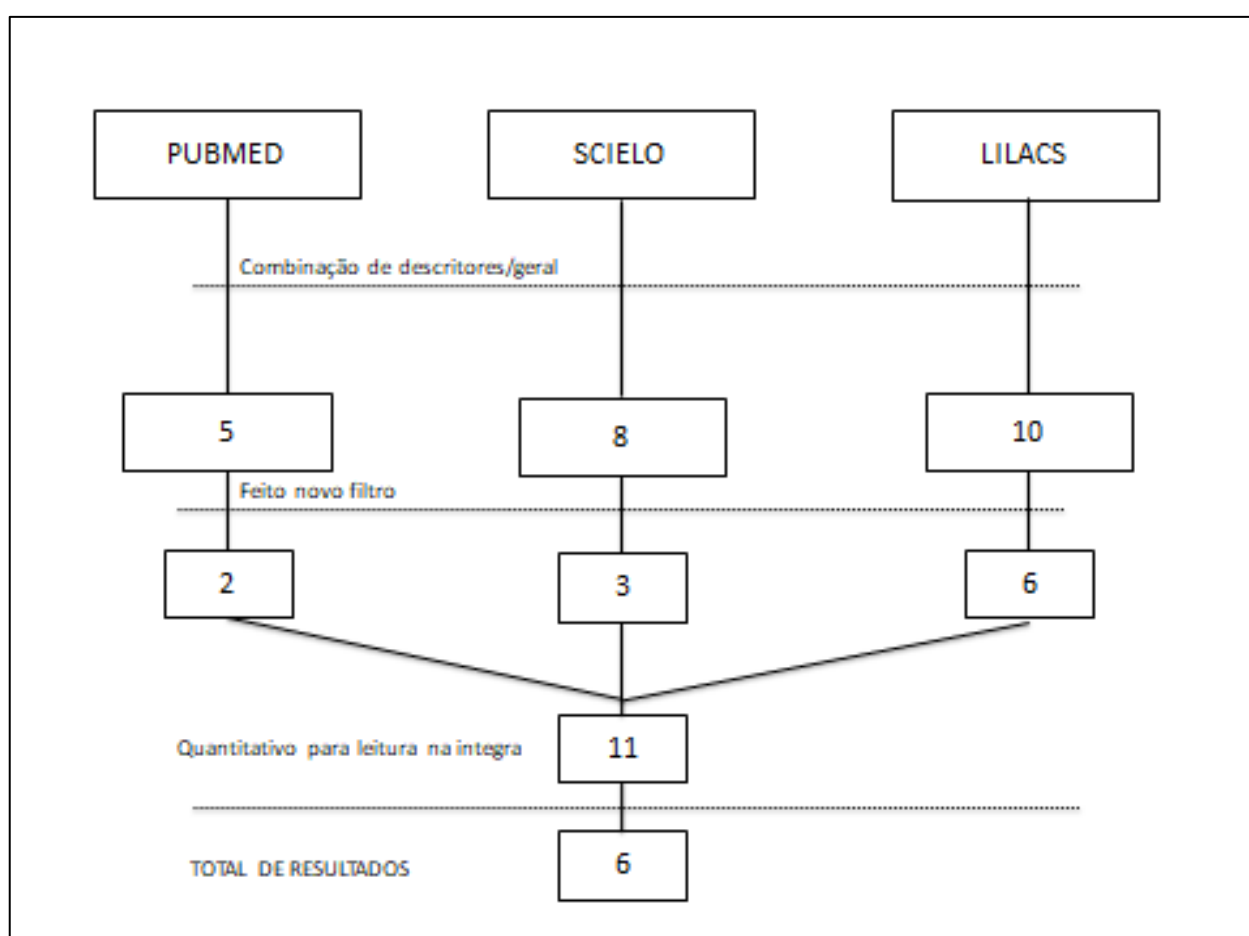 PUBMED
SCIELO
LILACS
Combinação de descritores/geral
5
8
10
Feito novo filtro
2
3
6
Quantitativo para leitura na integra
11
TOTAL DE RESULTADOS
6